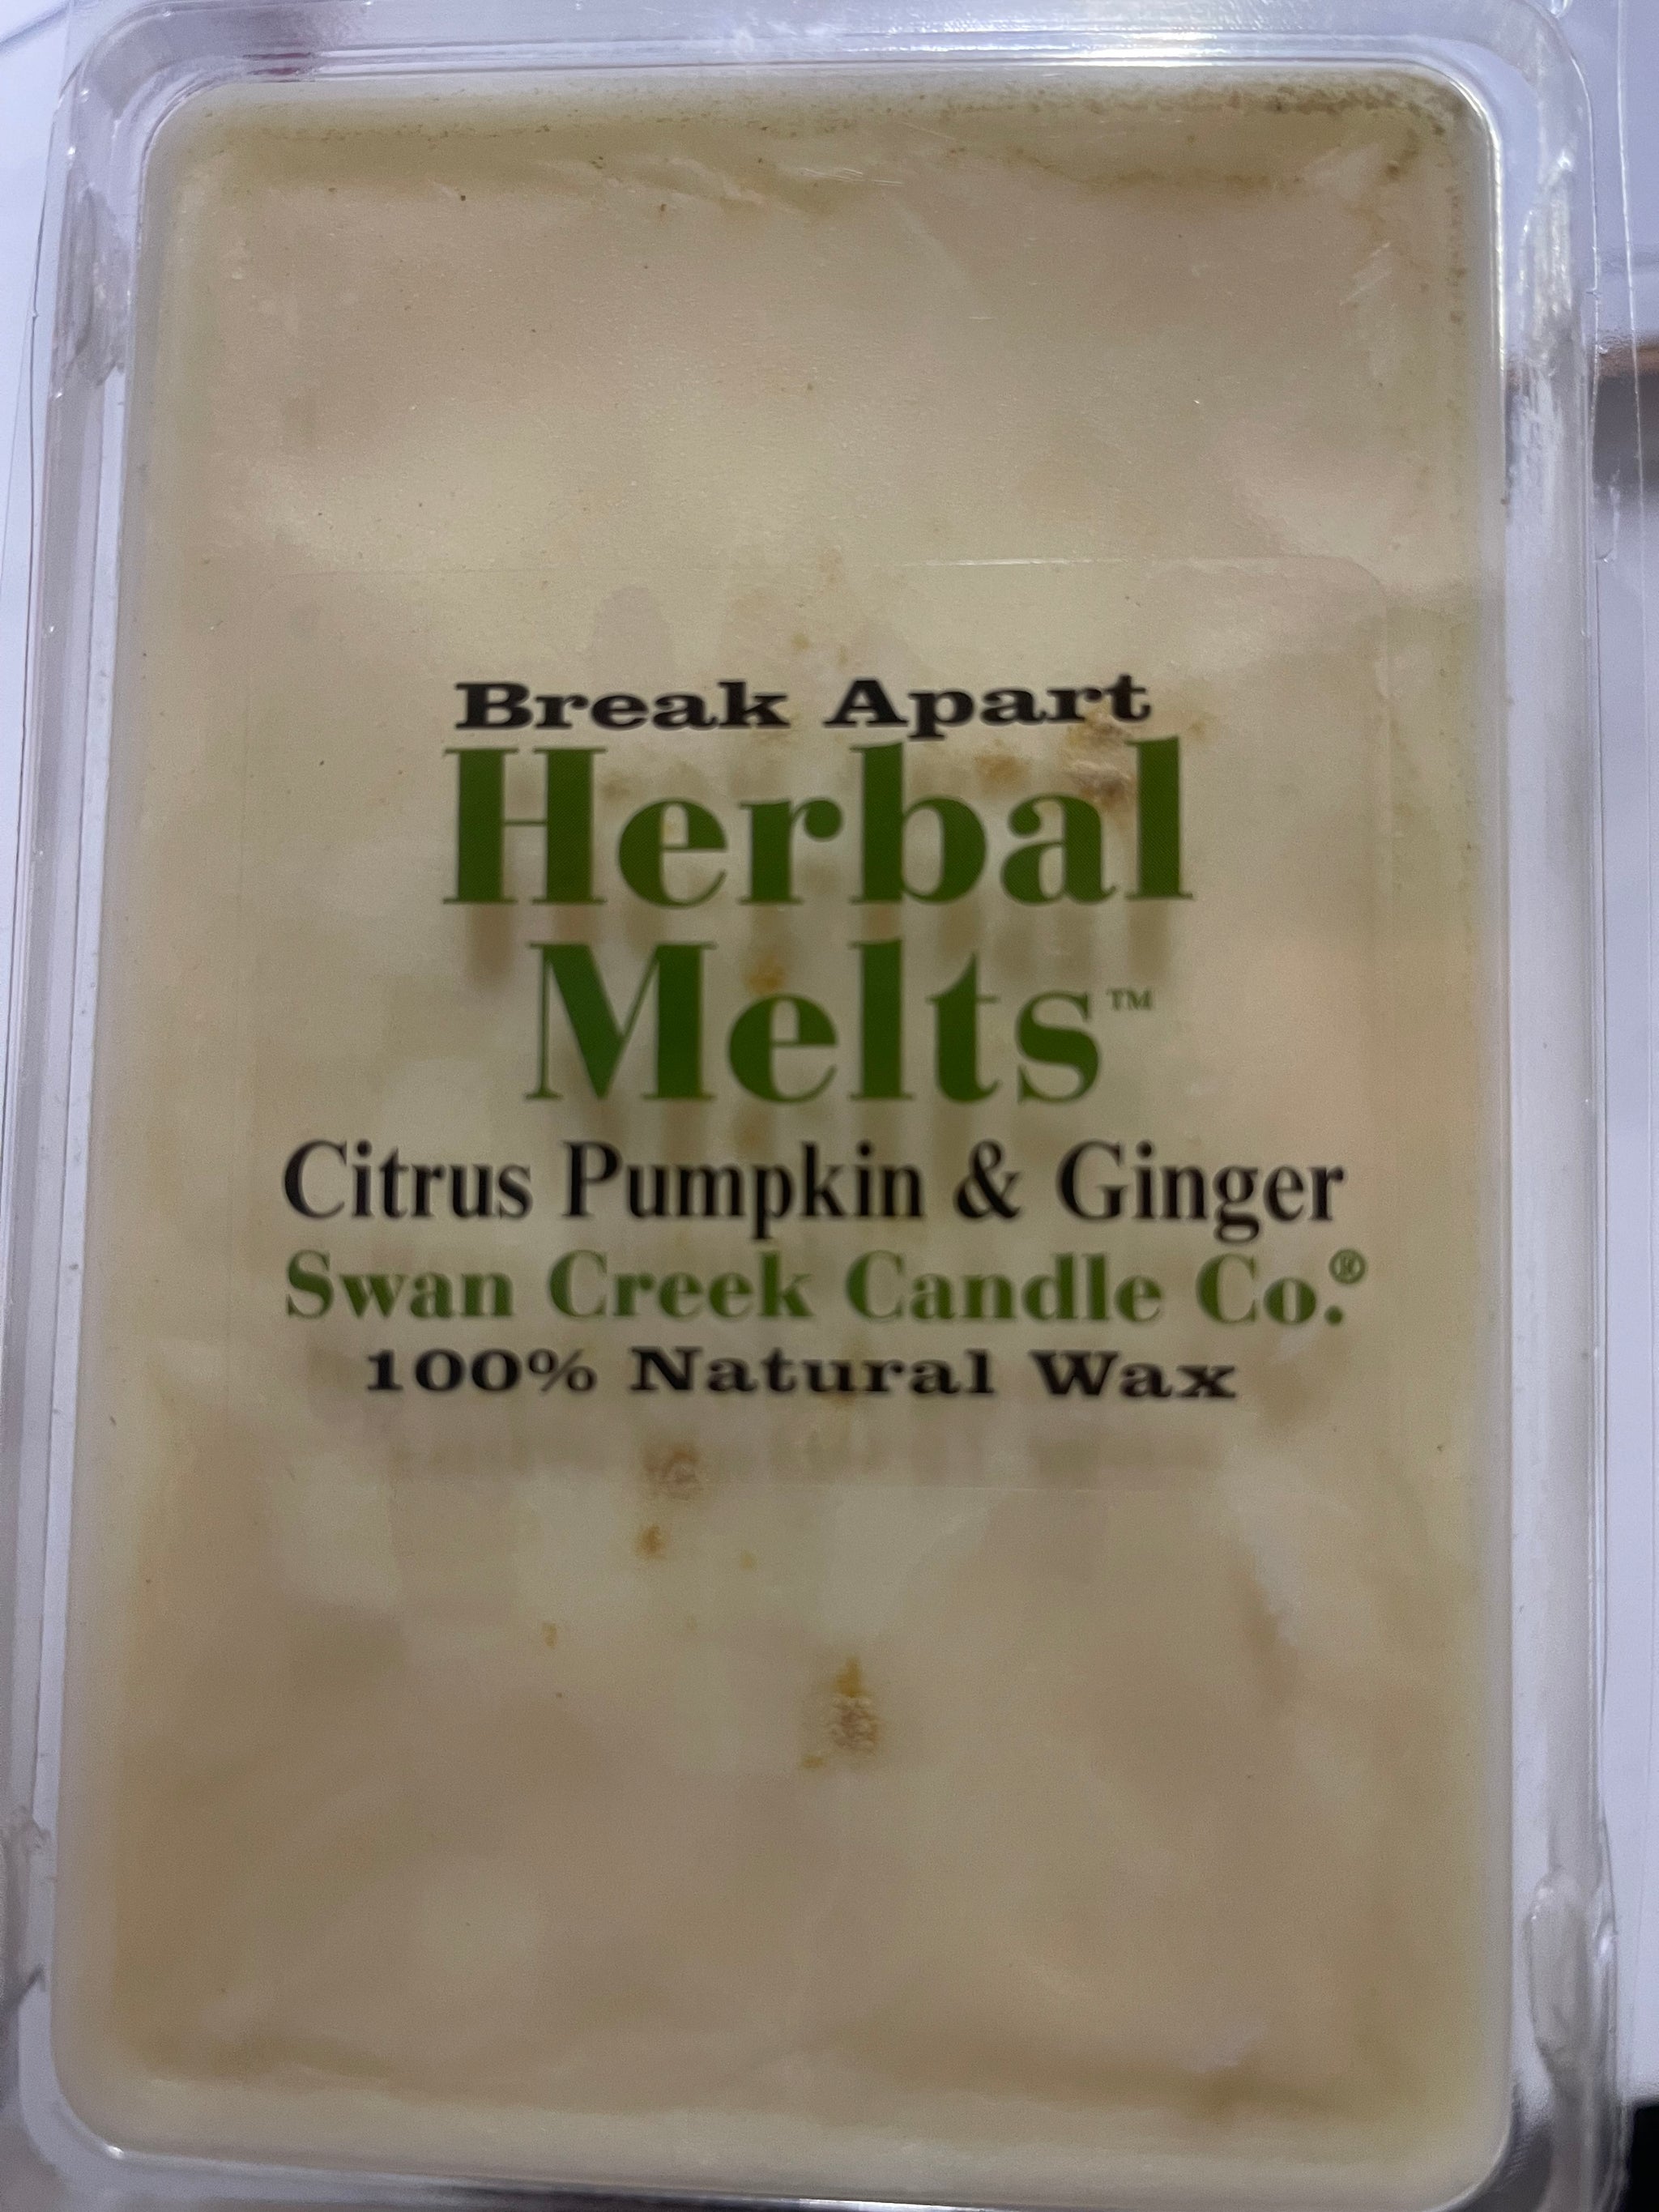 Break Apart
Herbal
Melts™
Citrus Pumpkin & Ginger
Swan Creek Candle Co.®
100% Natural Wax